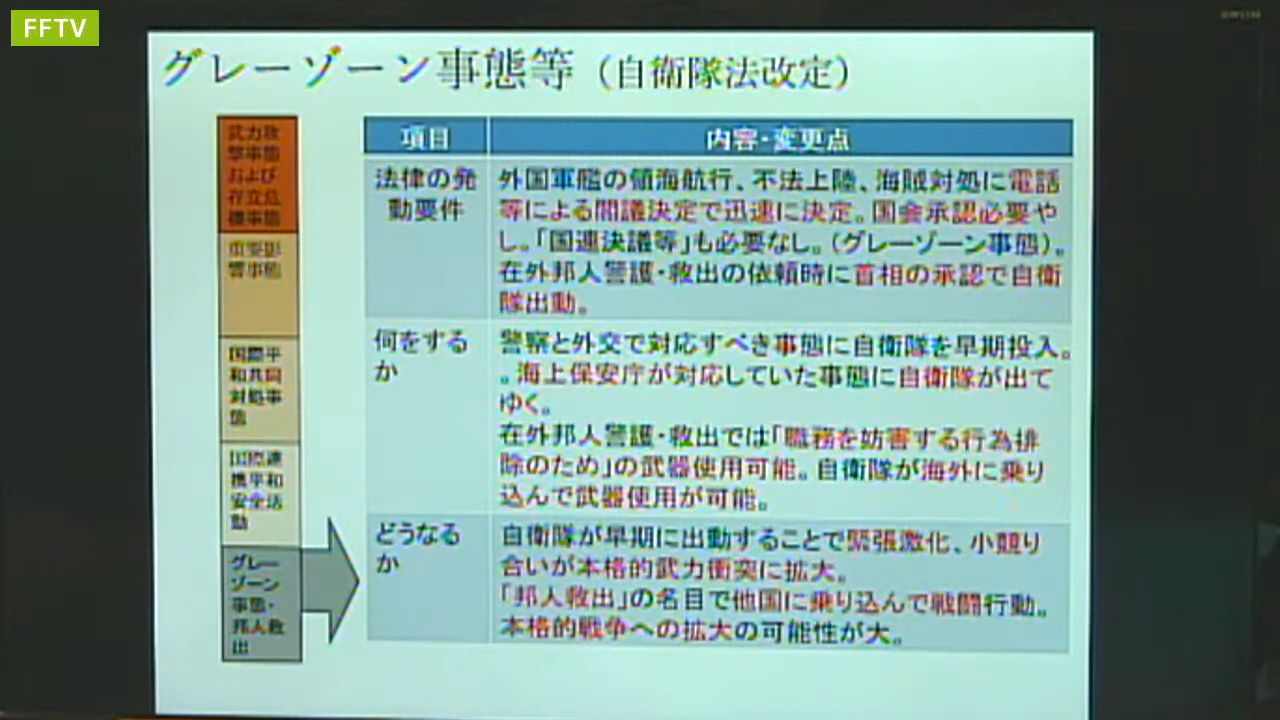 FFTV
グレーゾーン事態等（自衛隊法改定）
武力攻
撃事態
および
存立危
機事態
重要影
響事態
国際平
和共同
対処事
態
国際連
携平和
安全活
動
グレー
ゾーン
事態・
邦人救
出
項目
内容・変更点
法律の発
動要件
外国軍艦の領海航行、不法上陸、海賊対処に電話
等による閣議決定で迅速に決定。国会承認必要や
し。「国連決議等」も必要なし。（グレーゾーン事態）。
在外邦人警護・救出の依頼時に首相の承認で自衛
隊出動。
何をする
か
警察と外交で対応すべき事態に自衛隊を早期投入。
。海上保安庁が対応していた事態に自衛隊が出て
ゆく。
在外邦人警護・救出では「職務を妨害する行為排
除のため」の武器使用可能。自衛隊が海外に乗り
込んで武器使用が可能。
どうなる
か
自衛隊が早期に出動することで緊張激化、小競り
合いが本格的武力衝突に拡大。
「邦人救出」の名目で他国に乗り込んで戦闘行動。
本格的戦争への拡大の可能性が大。